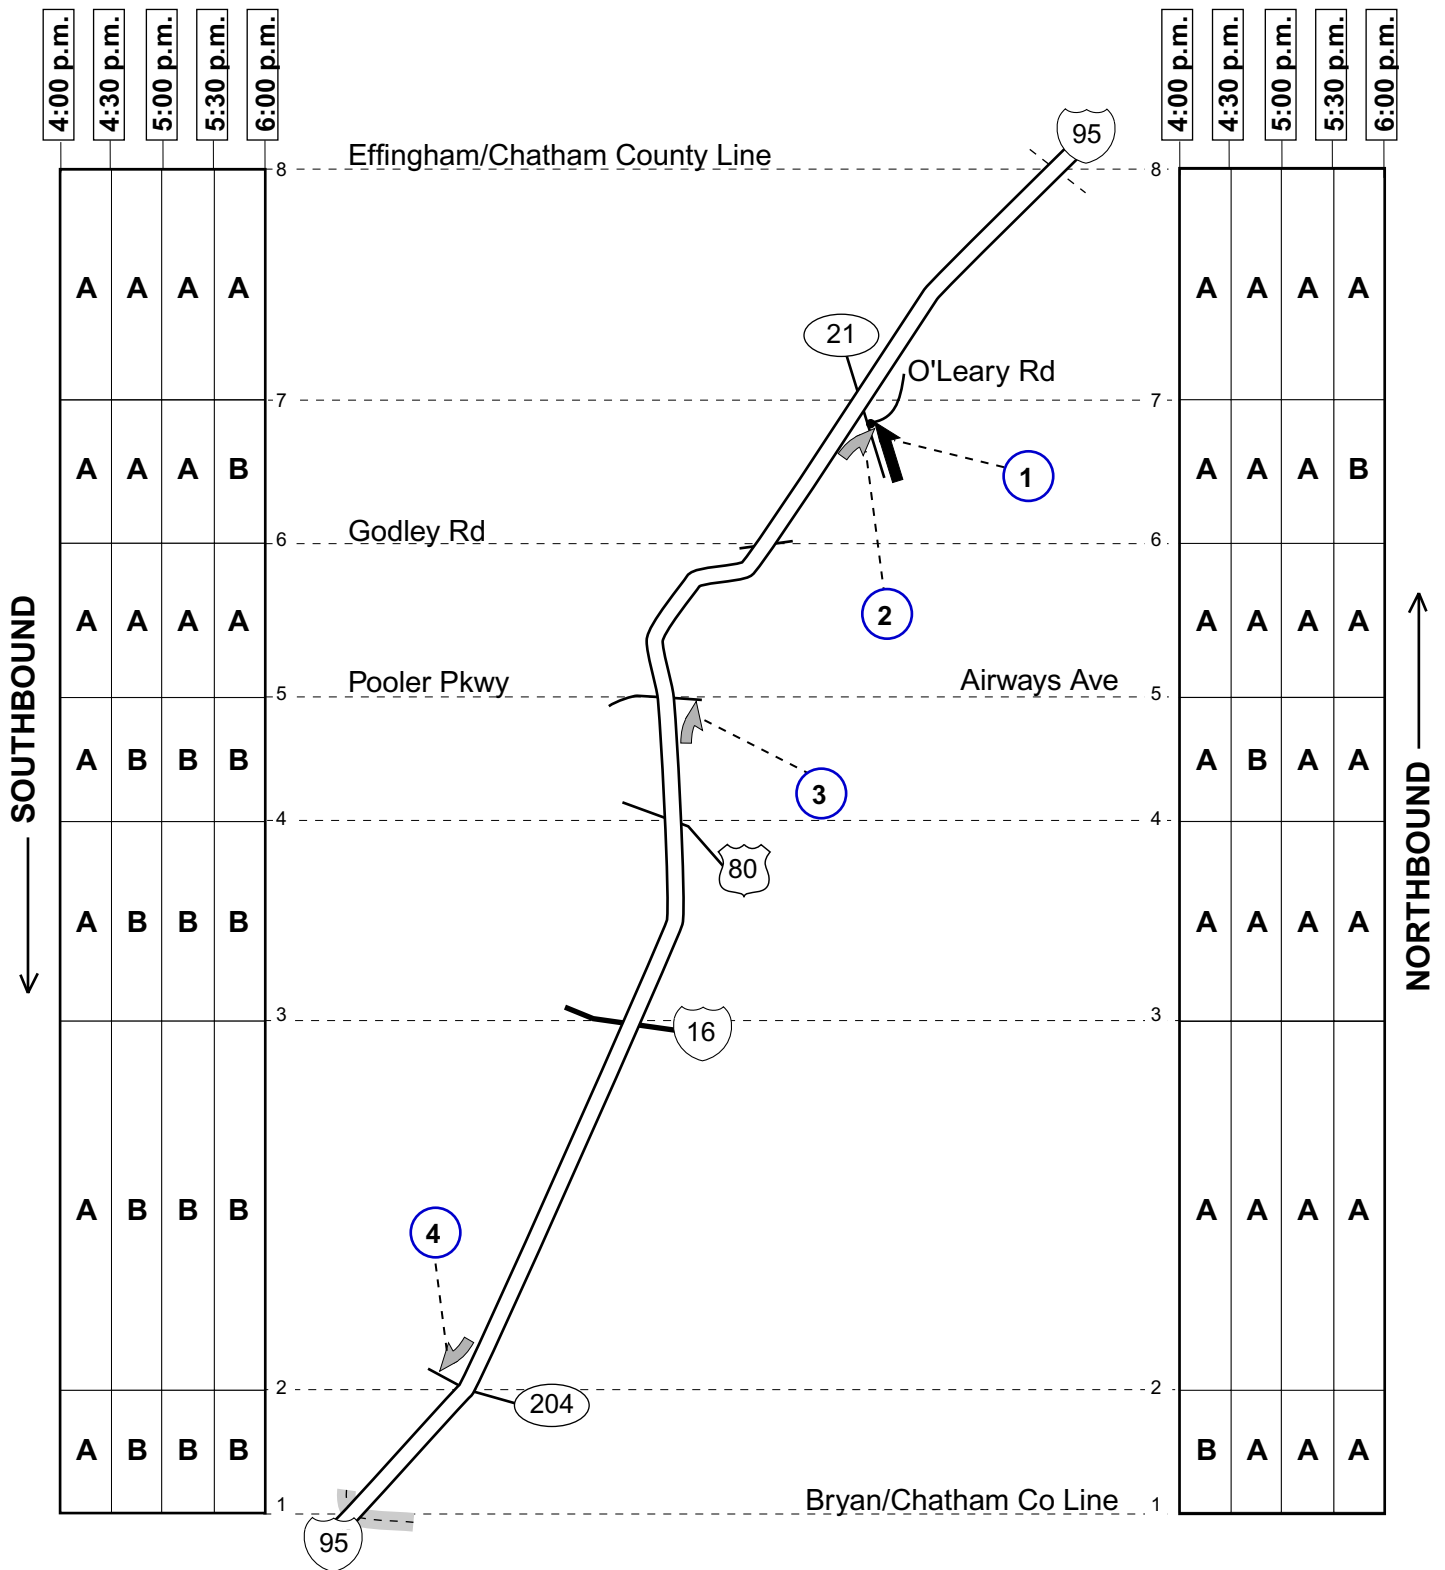 4:00 p.m.
4:30 p.m.
5:00 p.m.
5:30 p.m.
6:00 p.m.
4:00 p.m.
4:30 p.m.
5:00 p.m.
5:30 p.m.
6:00 p.m.
95
8 Effingham/Chatham County Line 8
A A A A
A A A A
21
O'Leary Rd
7 7
A A A B
1
A A A B
6 Godley Rd 6
A A A A
2
A A A A
SOUTHBOUND
NORTHBOUND
5 Pooler Pkwy Airways Ave 5
A B B B
3
A B A A
4 4
80
A B B B
A A A A
3 3
16
A B B B
4
A A A A
2 2
204
A B B B
B A A A
1 Bryan/Chatham Co Line 1
95